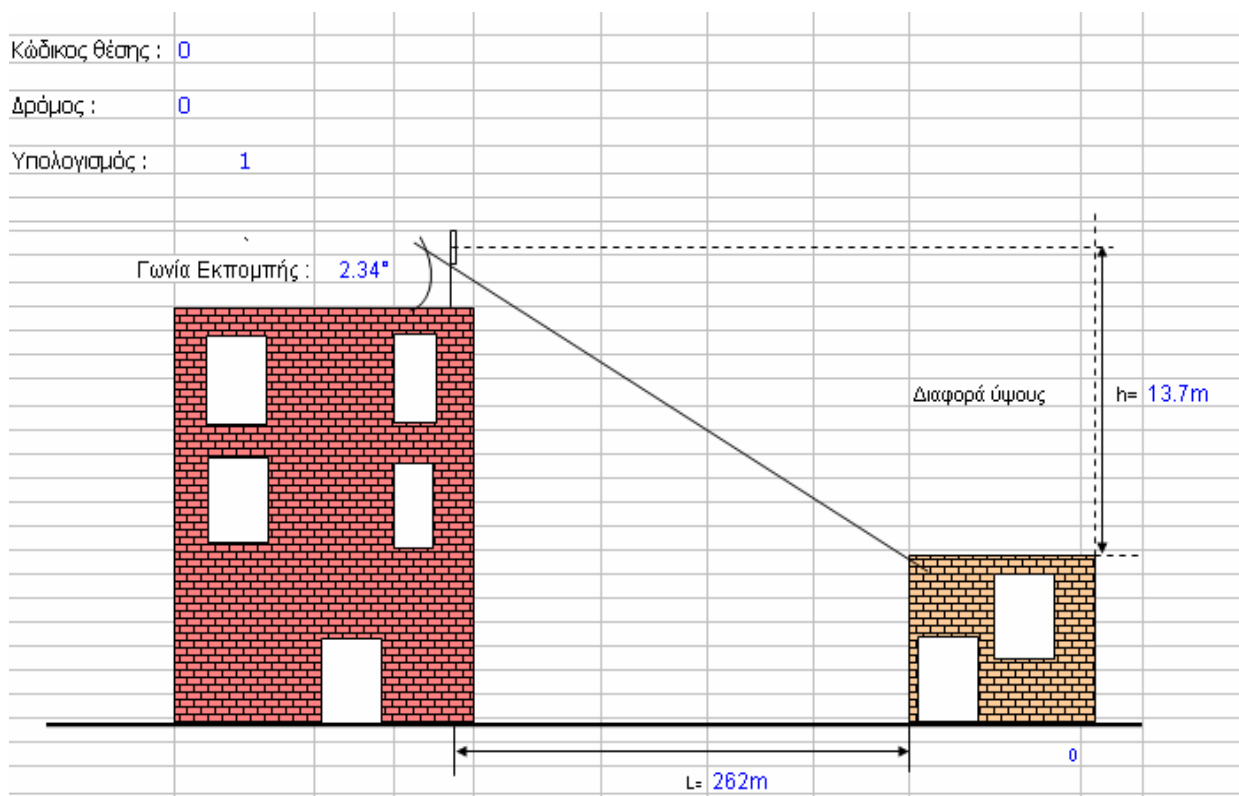 Κώδικος θέσης : 0
Δρόμος : 0
Υπολογισμός : 1
Γωνία Εκπομπής : 2.34°
Διαφορά ύψους h= 13.7m
0
L= 262m